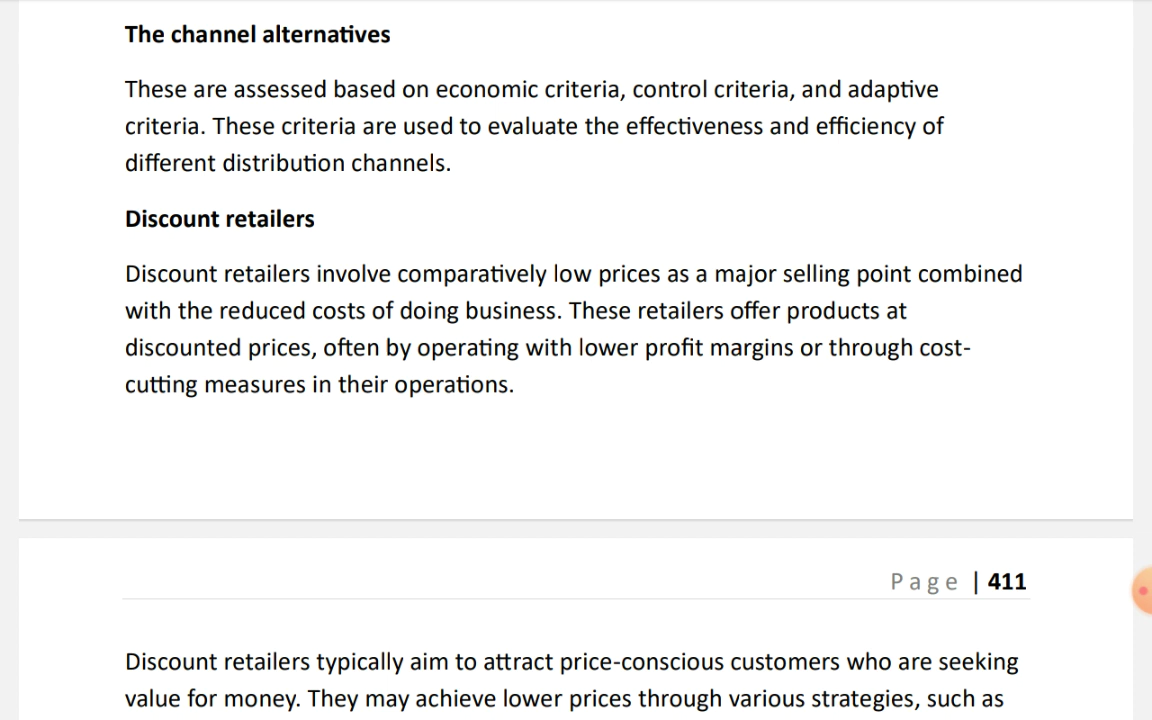 The channel alternatives
These are assessed based on economic criteria, control criteria, and adaptive
criteria. These criteria are used to evaluate the effectiveness and efficiency of
different distribution channels.
Discount retailers
Discount retailers involve comparatively low prices as a major selling point combined
with the reduced costs of doing business. These retailers offer products at
discounted prices, often by operating with lower profit margins or through cost-
cutting measures in their operations.
Page | 411
Discount retailers typically aim to attract price-conscious customers who are seeking
value for money. They may achieve lower prices through various strategies, such as